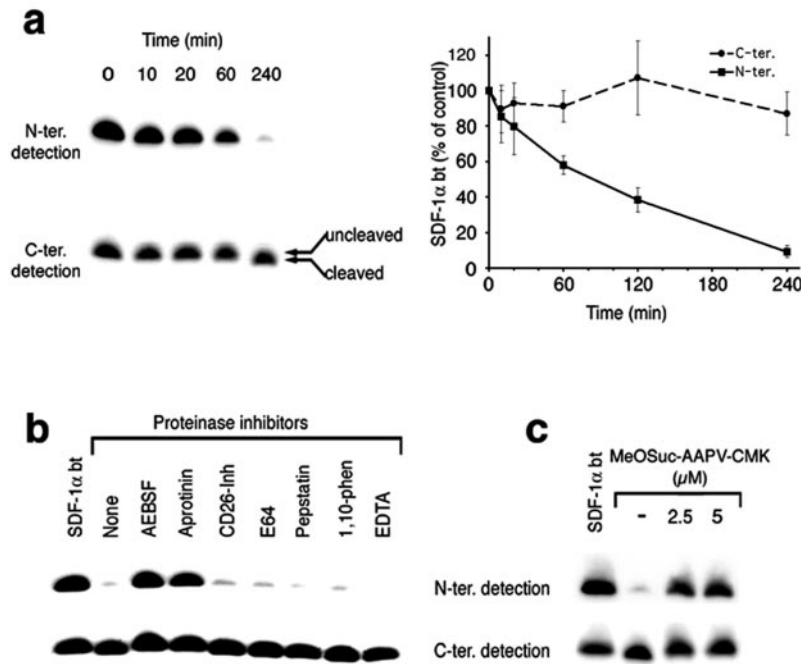 a
Time (min)
0 10 20 60 240
N-ter.
detection
C-ter.
detection
uncleaved
cleaved
SDF-1α bt (% of control)
120
100
80
60
40
20
0
0 60 120 180 240
Time (min)
C-ter.
N-ter.
b
Proteinase inhibitors
SDF-1α bt
None
AEBSF
Aprotinin
CD26-Inh
E64
Pepstatin
1,10-phen
EDTA
c
MeOSuc-AAPV-CMK
(μM)
SDF-1α bt
- 2.5 5
N-ter. detection
C-ter. detection